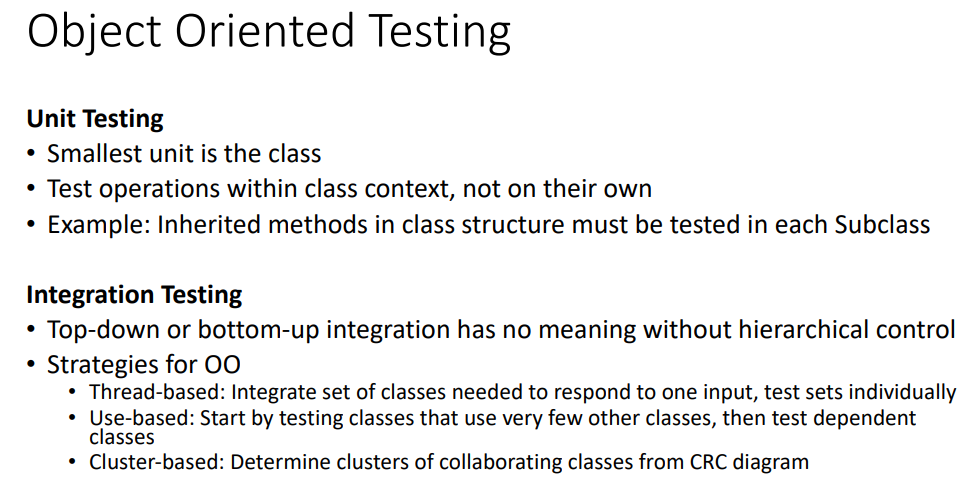 Object Oriented Testing
Unit Testing
• Smallest unit is the class
• Test operations within class context, not on their own
• Example: Inherited methods in class structure must be tested in each Subclass
Integration Testing
• Top-down or bottom-up integration has no meaning without hierarchical control
• Strategies for OO
• Thread-based: Integrate set of classes needed to respond to one input, test sets individually
• Use-based: Start by testing classes that use very few other classes, then test dependent
classes
• Cluster-based: Determine clusters of collaborating classes from CRC diagram